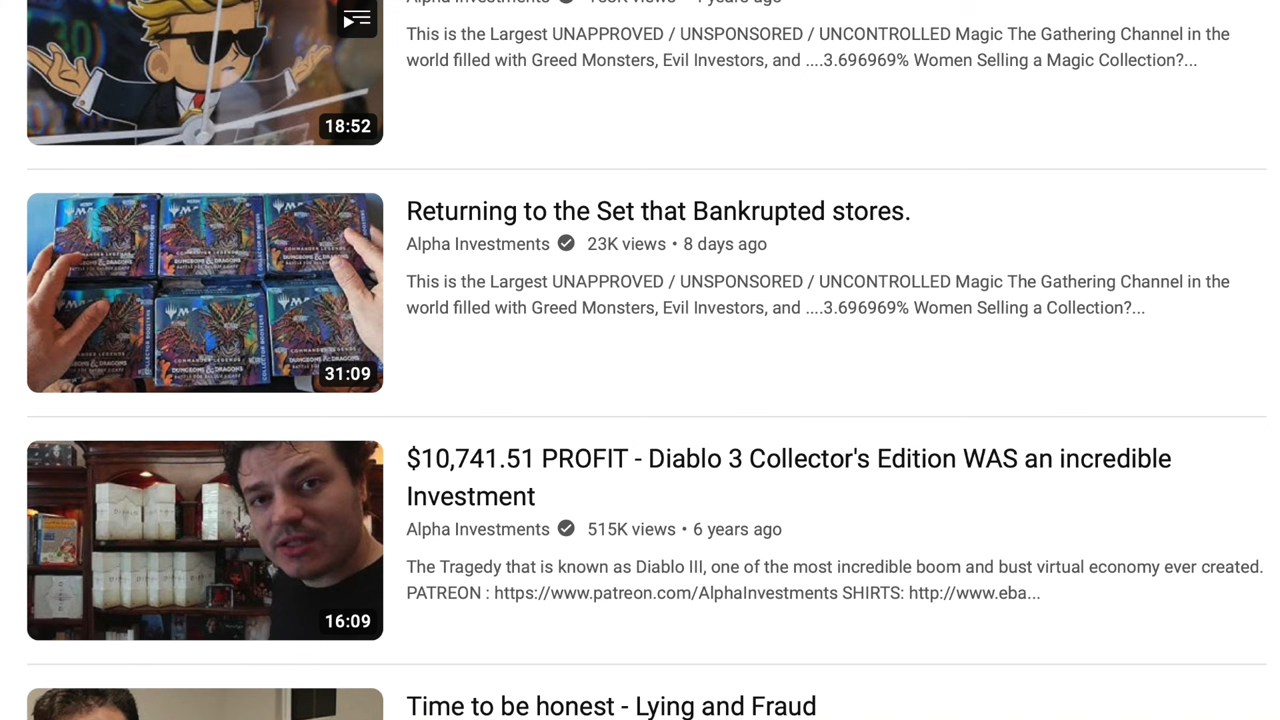 This is the Largest UNAPPROVED / UNSPONSORED / UNCONTROLLED Magic The Gathering Channel in the
world filled with Greed Monsters, Evil Investors, and ....3.696969% Women Selling a Magic Collection?...
18:52
Returning to the Set that Bankrupted stores.
Alpha Investments 23K views • 8 days ago
This is the Largest UNAPPROVED / UNSPONSORED / UNCONTROLLED Magic The Gathering Channel in the
world filled with Greed Monsters, Evil Investors, and ....3.696969% Women Selling a Collection?...
31:09
$10,741.51 PROFIT - Diablo 3 Collector's Edition WAS an incredible
Investment
Alpha Investments 515K views • 6 years ago
The Tragedy that is known as Diablo III, one of the most incredible boom and bust virtual economy ever created.
PATREON : https://www.patreon.com/AlphaInvestments SHIRTS: http://www.eba...
16:09
Time to be honest - Lying and Fraud